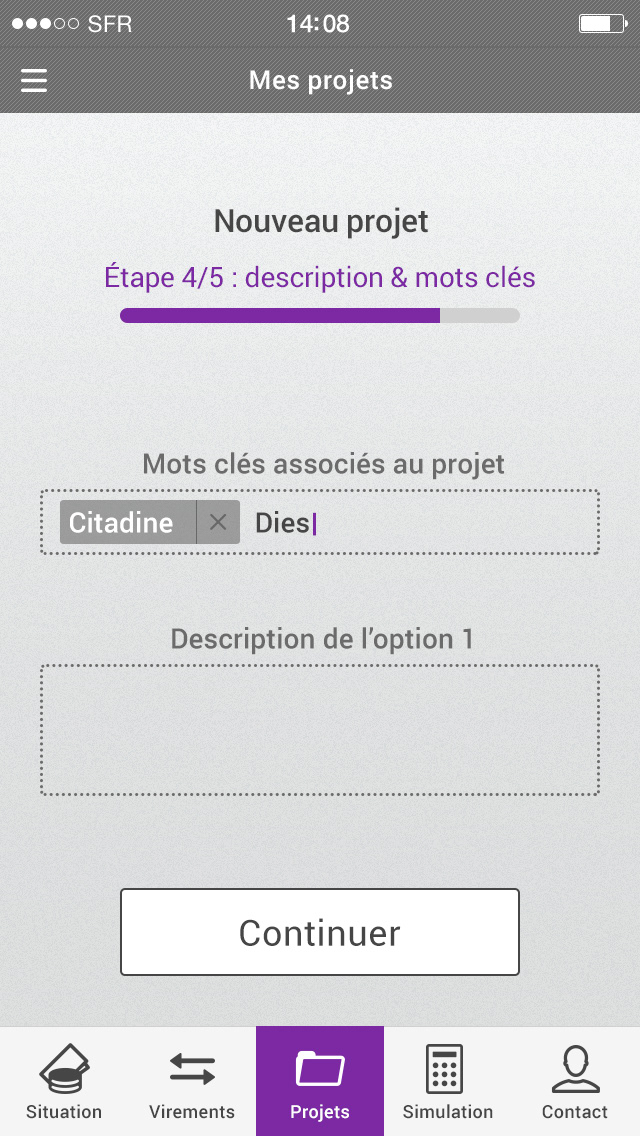 SFR 14:08
Mes projets
Nouveau projet
Étape 4/5 : description & mots clés
Mots clés associés au projet
Citadine Dies
Description de l’option 1
Continuer
Situation Virements Projets Simulation Contact